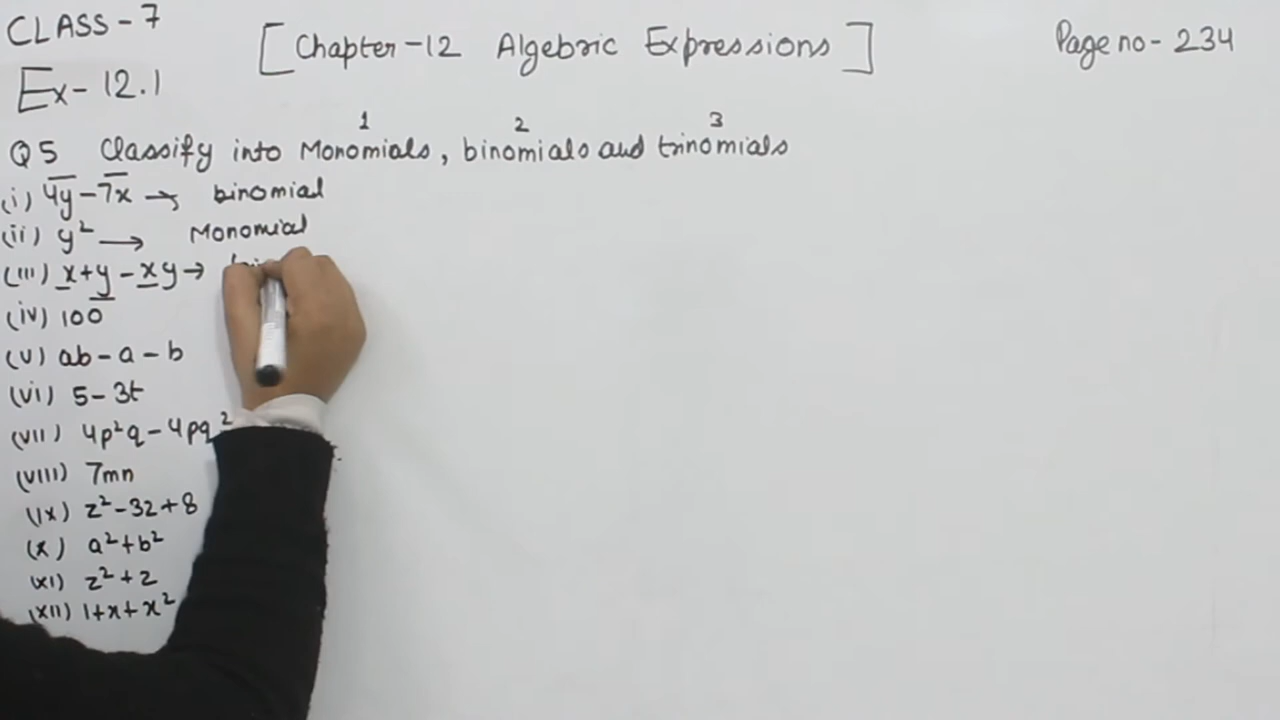 CLASS - 7
[Chapter-12 Algebric Expressions]
Page no - 234
Ex- 12.1
1 2 3
Q5 Classify into Monomials, binomials and trinomials
(i) 4y - 7x → binomial
(ii) y² → Monomial
(iii) x + y - xy →
(iv) 100
(v) ab - a - b
(vi) 5 - 3t
(vii) 4p²q - 4pq²
(viii) 7mn
(ix) z² - 3z + 8
(x) a² + b²
(xi) z² + z
(xii) 1 + x + x²